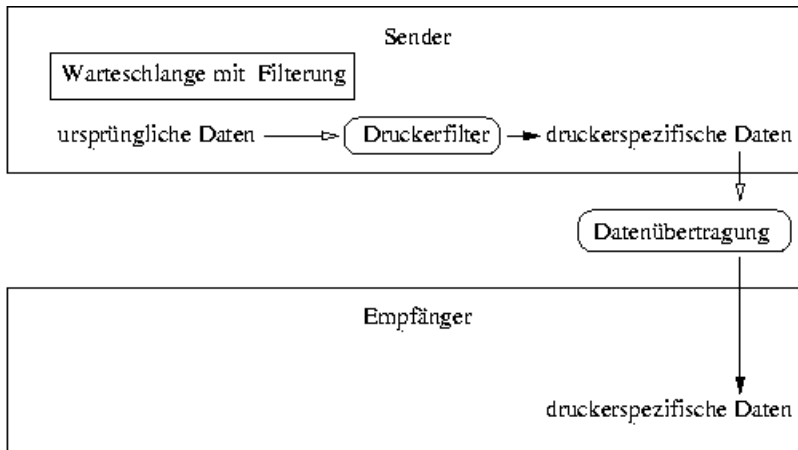 Sender
Warteschlange mit Filterung
ursprüngliche Daten
Druckerfilter
druckerspezifische Daten
Datenübertragung
Empfänger
druckerspezifische Daten